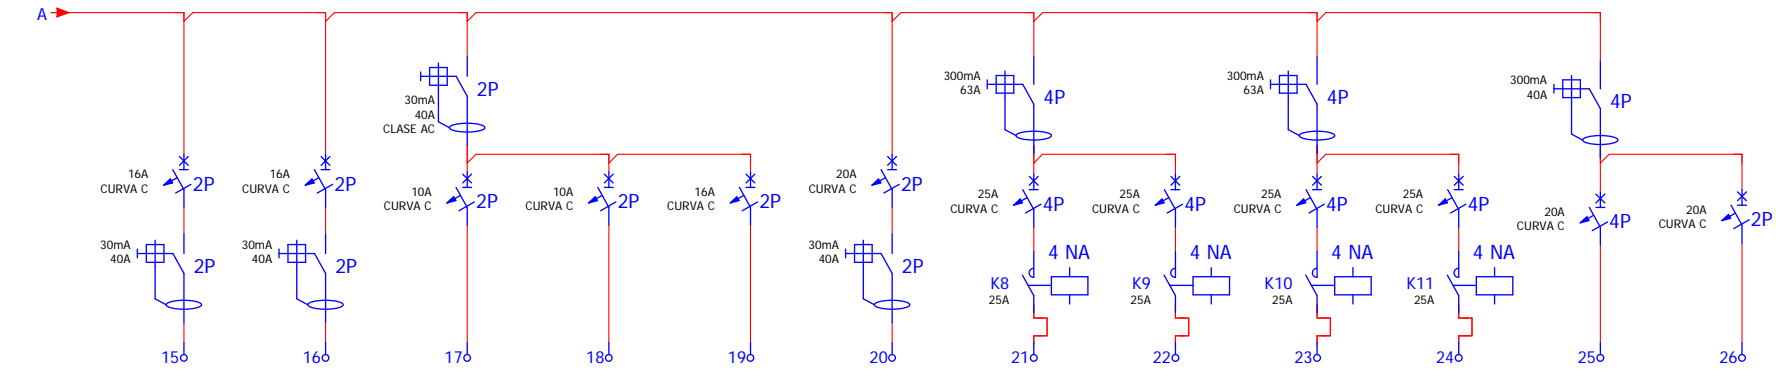 A
30mA
40A
CLASE AC
2P
300mA
63A
4P
300mA
63A
4P
300mA
40A
4P
16A
CURVA C
2P
16A
CURVA C
2P
10A
CURVA C
2P
10A
CURVA C
2P
16A
CURVA C
2P
20A
CURVA C
2P
25A
CURVA C
4P
25A
CURVA C
4P
25A
CURVA C
4P
25A
CURVA C
4P
20A
CURVA C
4P
20A
CURVA C
2P
30mA
40A
2P
30mA
40A
2P
30mA
40A
2P
4 NA
K8
25A
4 NA
K9
25A
4 NA
K10
25A
4 NA
K11
25A
15
16
17
18
19
20
21
22
23
24
25
26